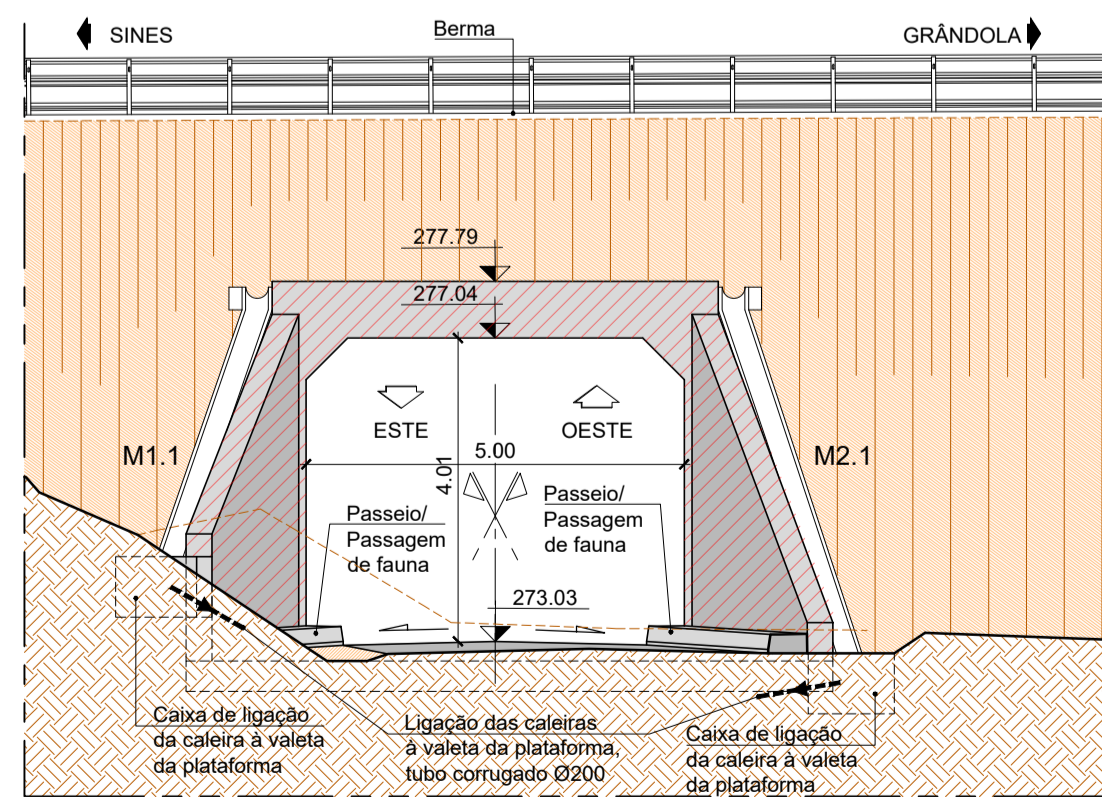 SINES
Berma
GRÂNDOLA
277.79
277.04
ESTE
OESTE
M1.1
5.00
M2.1
4.01
Passeio/
Passagem
de fauna
Passeio/
Passagem
de fauna
273.03
Caixa de ligação
da caleira à valeta
da plataforma
Ligação das caleiras
à valeta da plataforma,
tubo corrugado Ø200
Caixa de ligação
da caleira à valeta
da plataforma